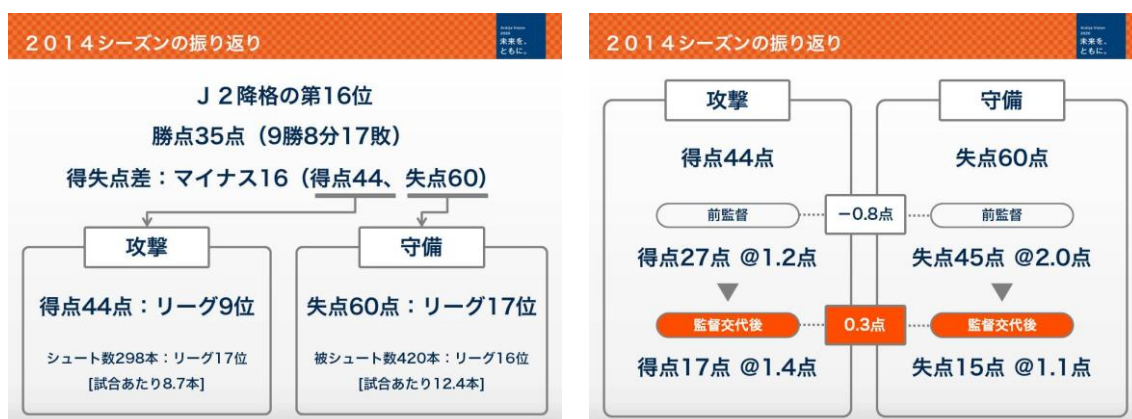 ２０１４シーズンの振り返り
Ardija Vision
2020
未来を、
ともに。
Ｊ２降格の第16位
勝点35点（9勝8分17敗）
得失点差：マイナス16（得点44、失点60）
攻撃
得点44点：リーグ9位
シュート数298本：リーグ17位
[試合あたり8.7本]
守備
失点60点：リーグ17位
被シュート数420本：リーグ16位
[試合あたり12.4本]
２０１４シーズンの振り返り
Ardija Vision
2020
未来を、
ともに。
攻撃
守備
得点44点
失点60点
前監督
−0.8点
前監督
得点27点 @1.2点
失点45点 @2.0点
監督交代後
0.3点
監督交代後
得点17点 @1.4点
失点15点 @1.1点